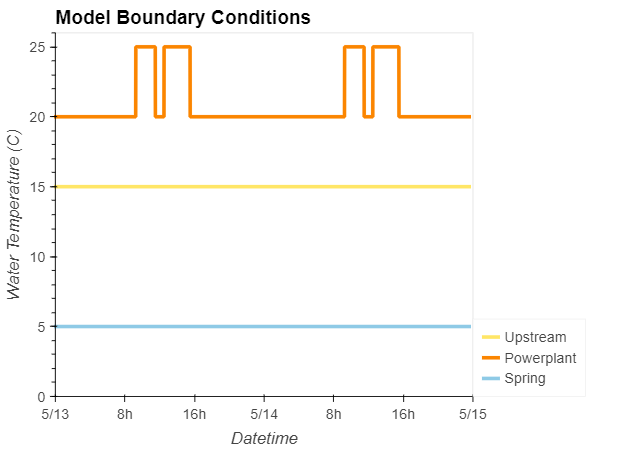 Model Boundary Conditions
Water Temperature (C)
25
20
15
10
5
0
5/13 8h 16h 5/14 8h 16h 5/15
Datetime
Upstream
Powerplant
Spring